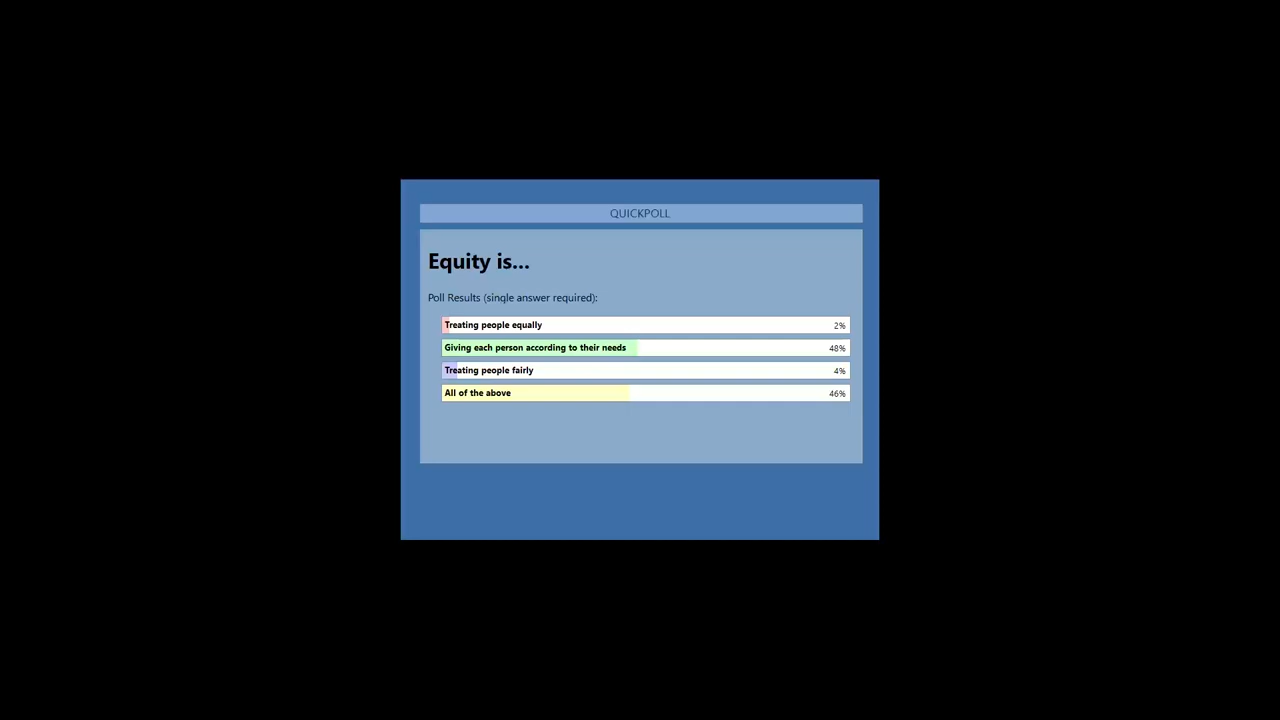 QUICKPOLL
Equity is...
Poll Results (single answer required):
Treating people equally 2%
Giving each person according to their needs 48%
Treating people fairly 4%
All of the above 46%